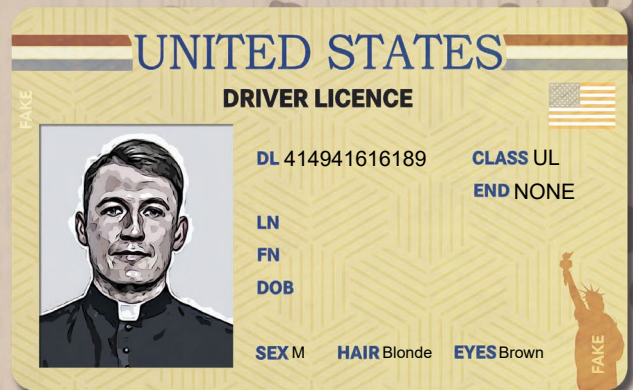 UNITED STATES
DRIVER LICENCE
FAKE
DL 414941616189 CLASS UL
END NONE
LN
FN
DOB
SEX M HAIR Blonde EYES Brown
FAKE